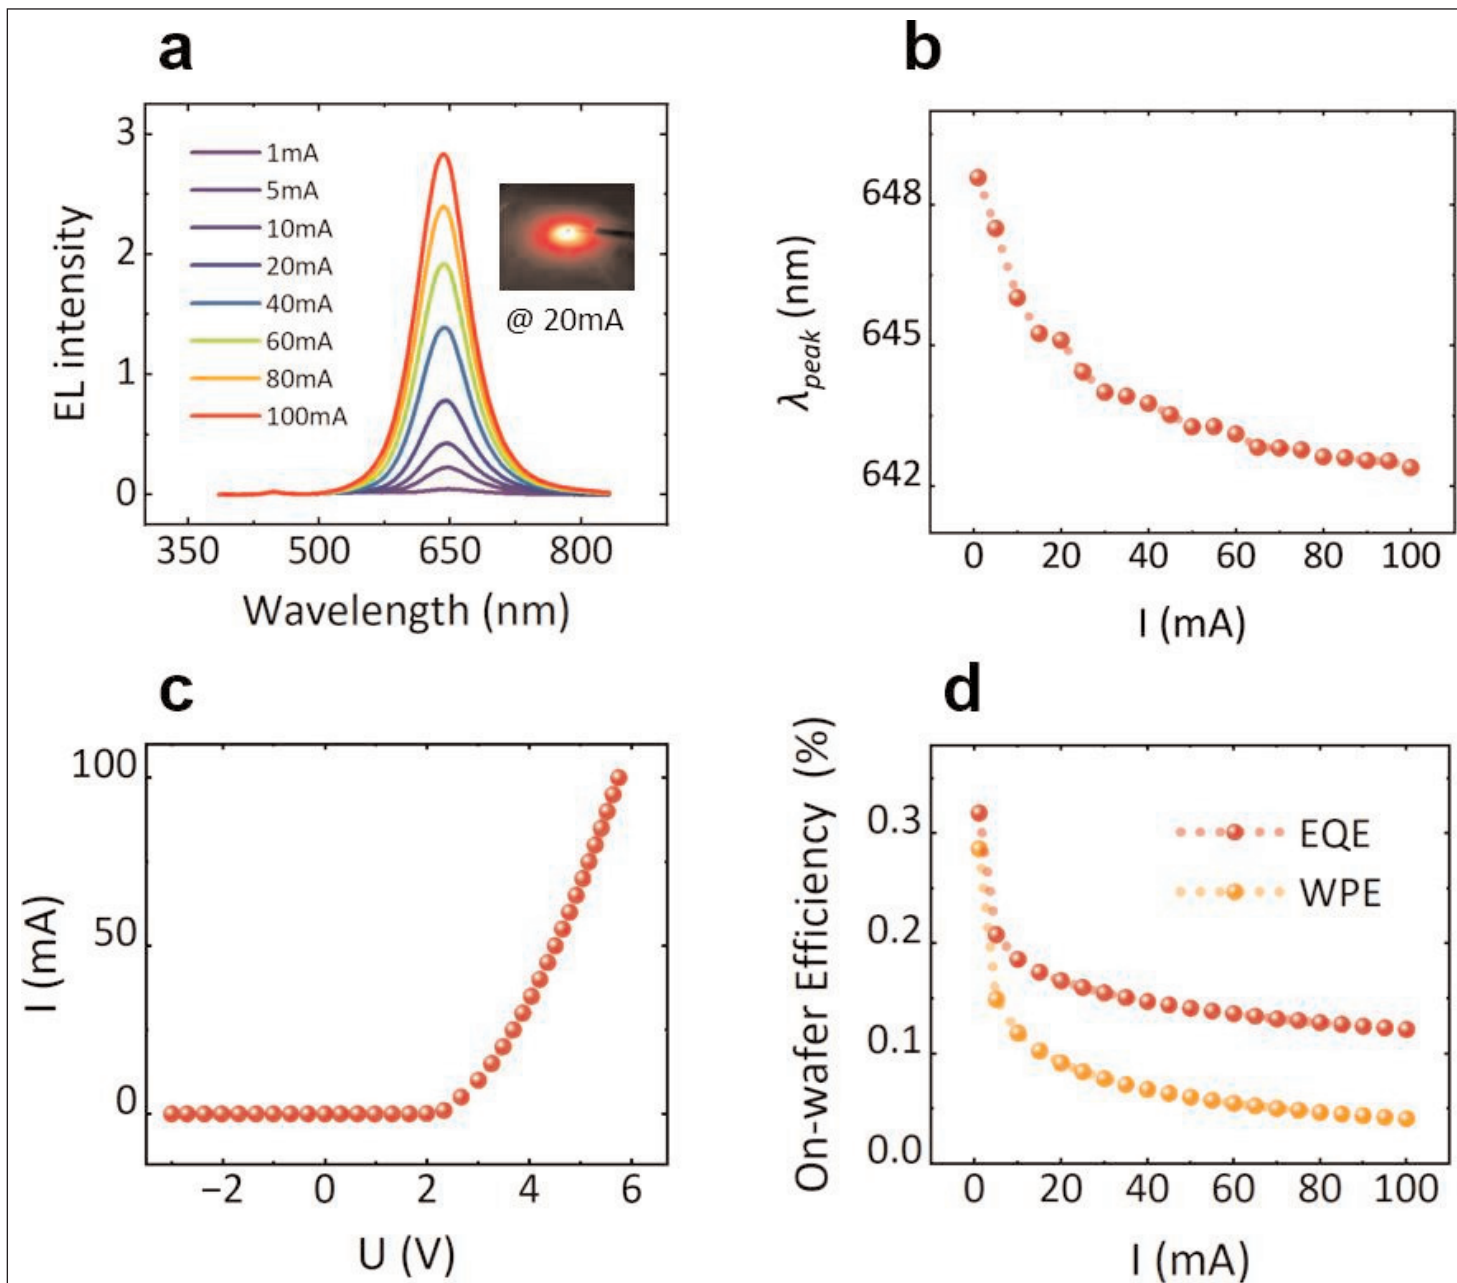 a
3
2
1
0
EL intensity
1mA
5mA
10mA
20mA
40mA
60mA
80mA
100mA
@ 20mA
350 500 650 800
Wavelength (nm)
b
648
645
642
λpeak (nm)
0 20 40 60 80 100
I (mA)
c
100
50
0
I (mA)
−2 0 2 4 6
U (V)
d
0.3
0.2
0.1
0.0
On-wafer Efficiency (%)
EQE
WPE
0 20 40 60 80 100
I (mA)